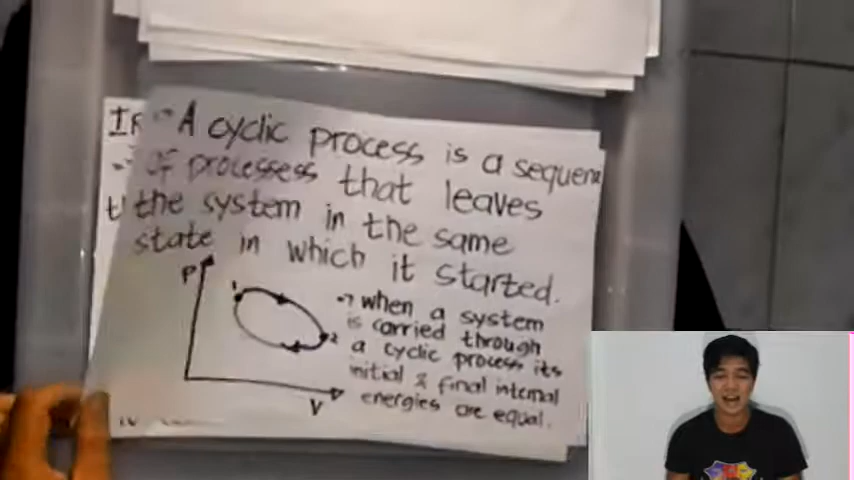 A cyclic process is a sequenc
of processess that leaves
the system in the same
state in which it started.
P
1
2
V
-> when a system
is carried through
a cyclic process its
initial & final internal
energies are equal.